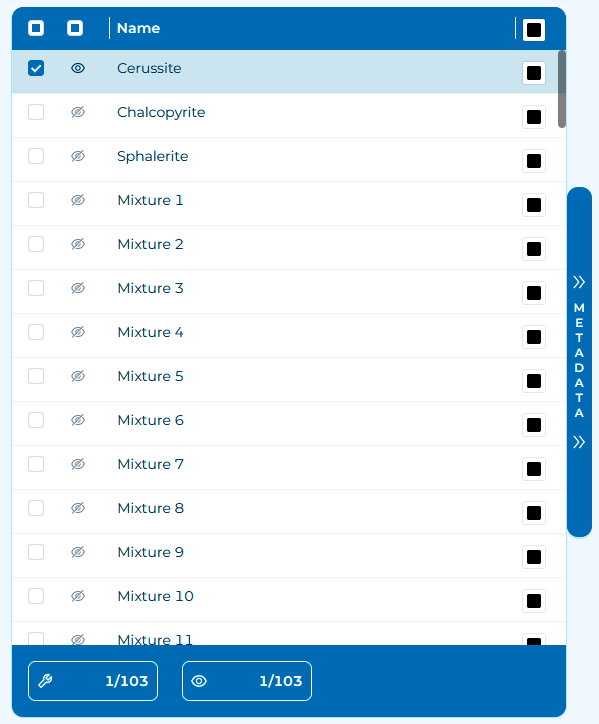 Name
Cerussite
Chalcopyrite
Sphalerite
Mixture 1
Mixture 2
Mixture 3
Mixture 4
Mixture 5
Mixture 6
Mixture 7
Mixture 8
Mixture 9
Mixture 10
Mixture 11
1/103 1/103
METADATA